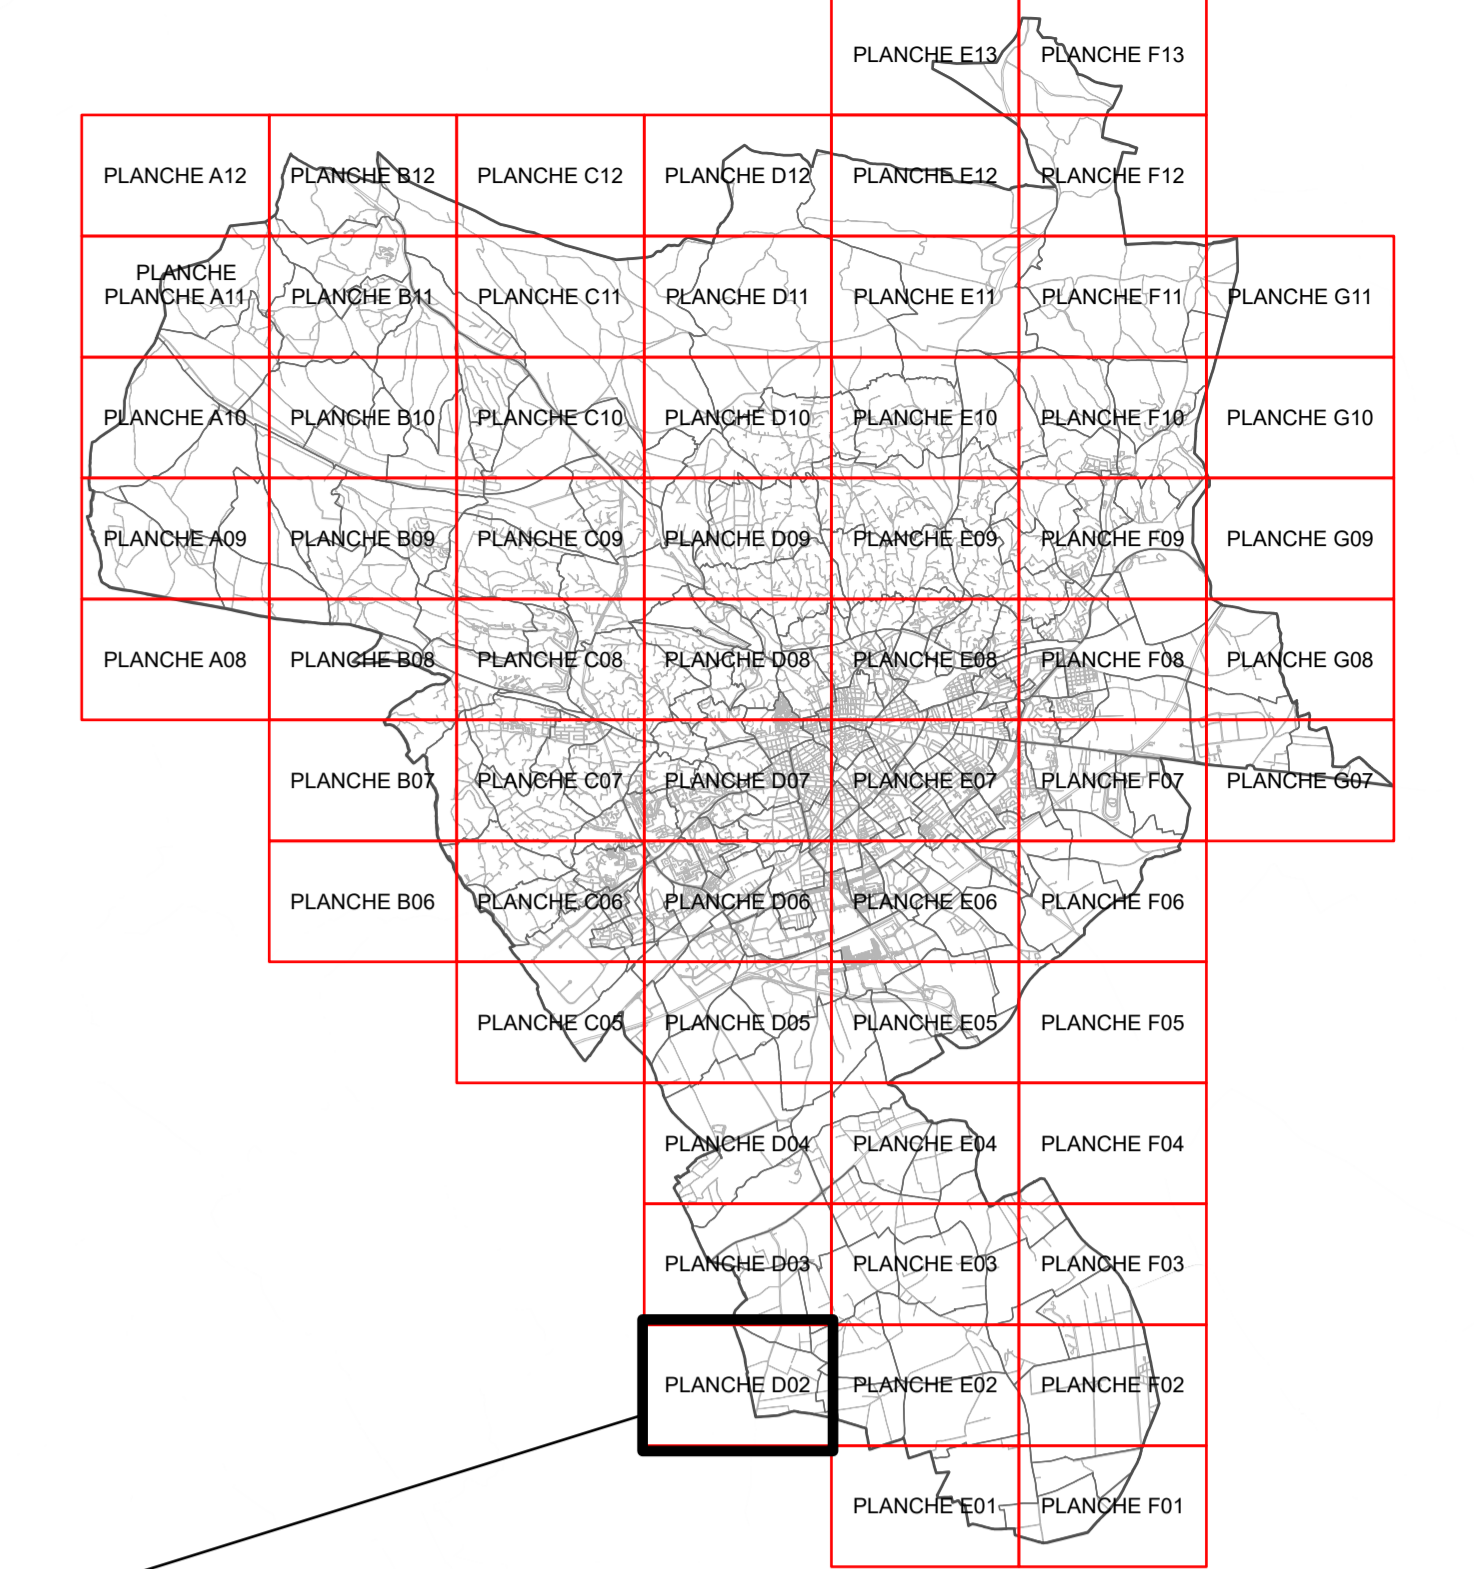 PLANCHE E13
PLANCHE F13
PLANCHE A12
PLANCHE B12
PLANCHE C12
PLANCHE D12
PLANCHE E12
PLANCHE F12
PLANCHE
PLANCHE A11
PLANCHE B11
PLANCHE C11
PLANCHE D11
PLANCHE E11
PLANCHE F11
PLANCHE G11
PLANCHE A10
PLANCHE B10
PLANCHE C10
PLANCHE D10
PLANCHE E10
PLANCHE F10
PLANCHE G10
PLANCHE A09
PLANCHE B09
PLANCHE C09
PLANCHE D09
PLANCHE E09
PLANCHE F09
PLANCHE G09
PLANCHE A08
PLANCHE B08
PLANCHE C08
PLANCHE D08
PLANCHE E08
PLANCHE F08
PLANCHE G08
PLANCHE B07
PLANCHE C07
PLANCHE D07
PLANCHE E07
PLANCHE F07
PLANCHE G07
PLANCHE B06
PLANCHE C06
PLANCHE D06
PLANCHE E06
PLANCHE F06
PLANCHE C05
PLANCHE D05
PLANCHE E05
PLANCHE F05
PLANCHE D04
PLANCHE E04
PLANCHE F04
PLANCHE D03
PLANCHE E03
PLANCHE F03
PLANCHE D02
PLANCHE E02
PLANCHE F02
PLANCHE E01
PLANCHE F01